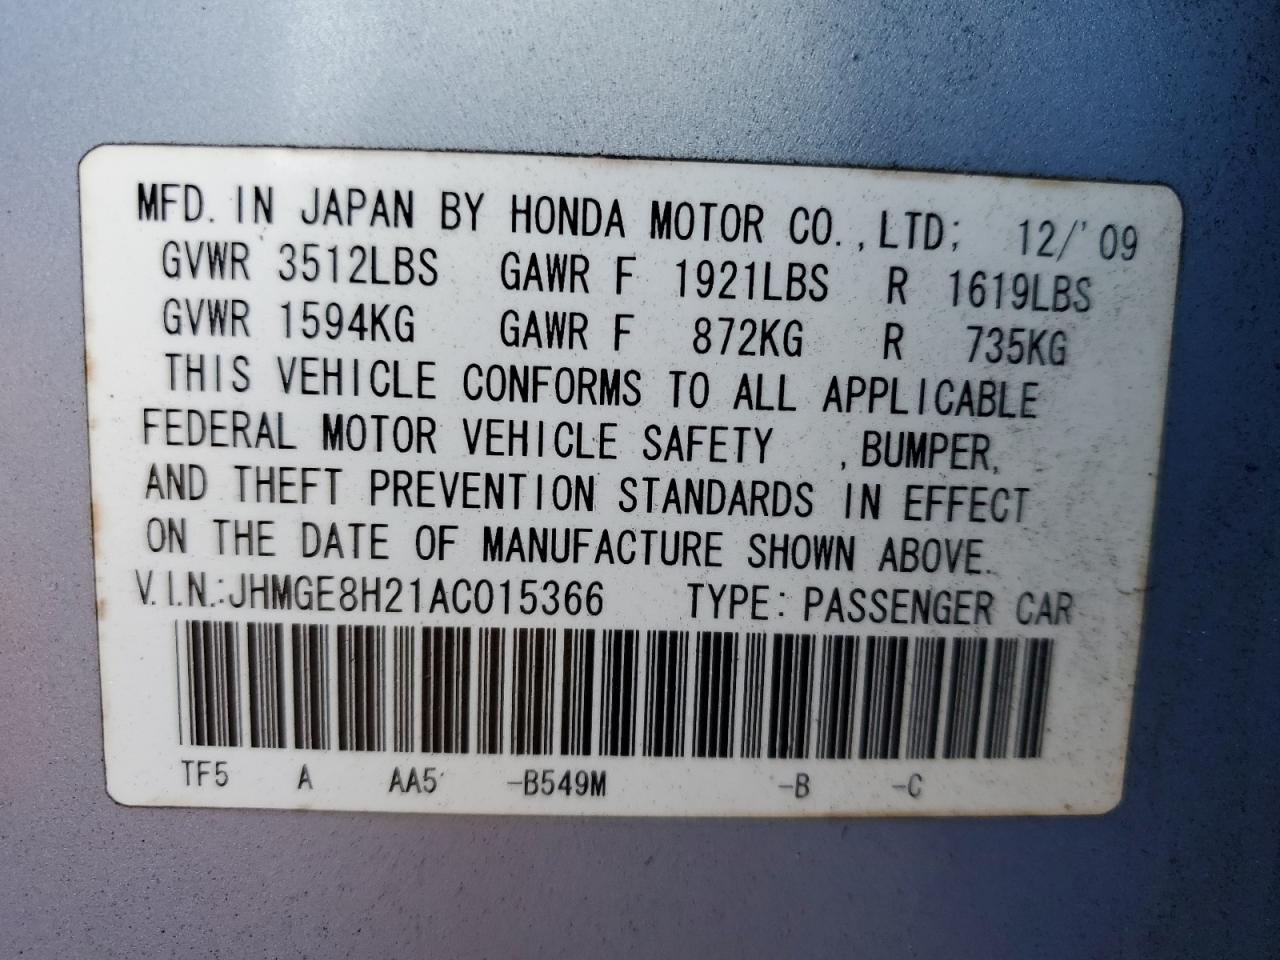 MFD. IN JAPAN BY HONDA MOTOR CO., LTD; 12/'09
GVWR 3512LBS GAWR F 1921LBS R 1619LBS
GVWR 1594KG GAWR F 872KG R 735KG
THIS VEHICLE CONFORMS TO ALL APPLICABLE
FEDERAL MOTOR VEHICLE SAFETY , BUMPER,
AND THEFT PREVENTION STANDARDS IN EFFECT
ON THE DATE OF MANUFACTURE SHOWN ABOVE.
V.I.N.:JHMGE8H21AC015366 TYPE: PASSENGER CAR
TF5 A AA5 -B549M -B -C